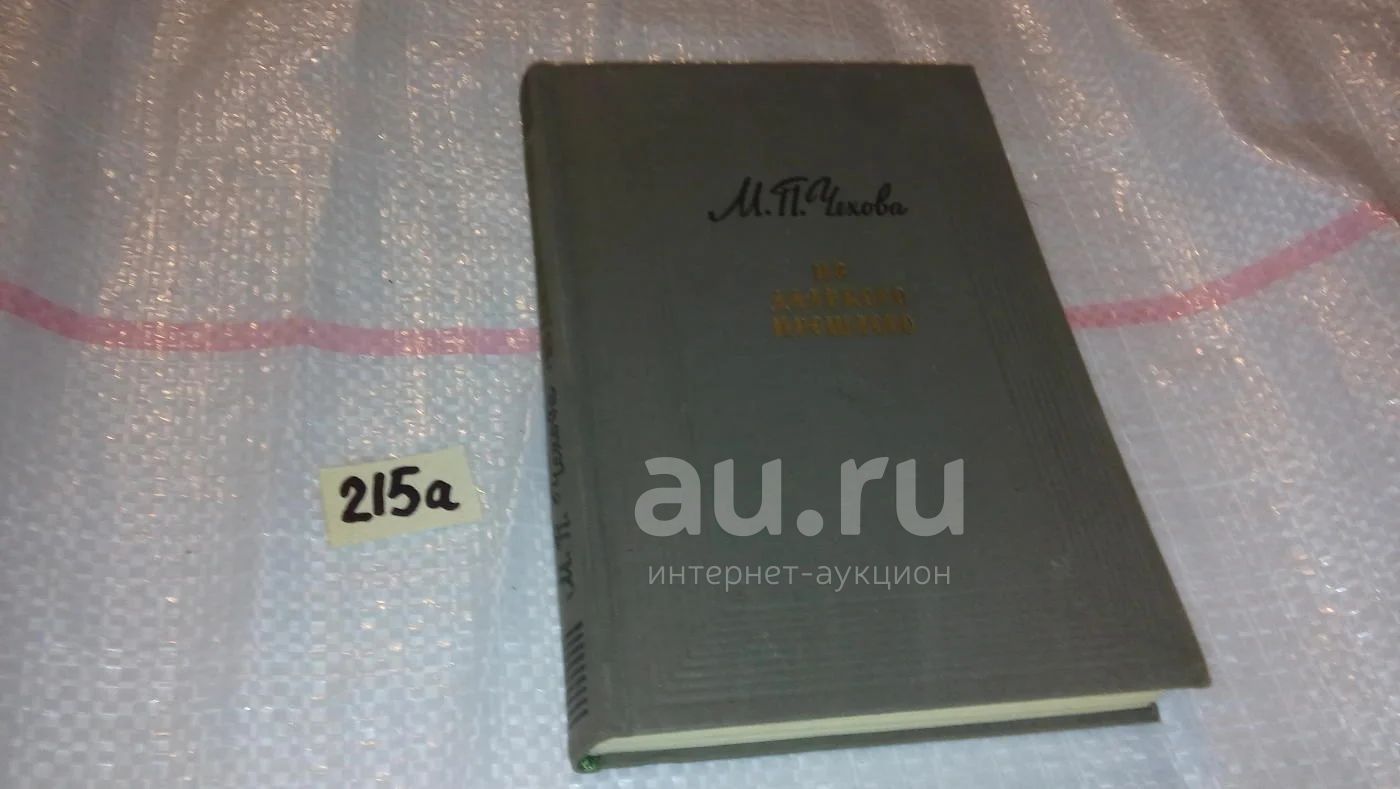 М.П.Чехова
ИЗ
ДАЛЕКОГО
ПРОШЛОГО
215а
М. П. Чехова
au.ru
интернет-аукцион